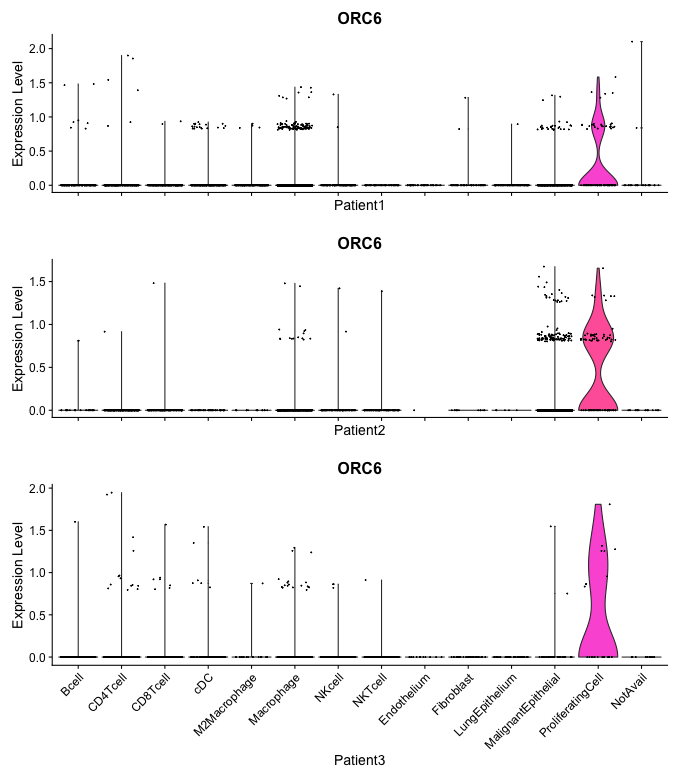 ORC6
Expression Level
2.0
1.5
1.0
0.5
0.0
Patient1
ORC6
Expression Level
1.5
1.0
0.5
0.0
Patient2
ORC6
Expression Level
2.0
1.5
1.0
0.5
0.0
Bcell
CD4Tcell
CD8Tcell
cDC
M2Macrophage
Macrophage
NKcell
NKTcell
Endothelium
Fibroblast
LungEpithelium
MalignantEpithelial
ProliferatingCell
NotAvail
Patient3